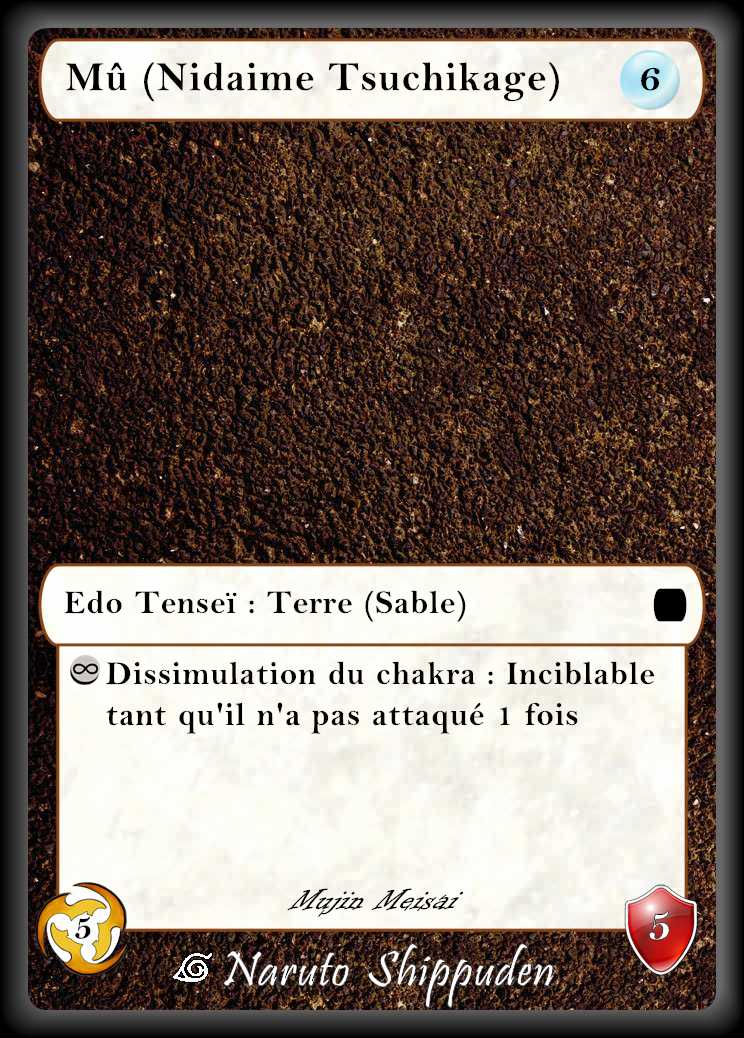 Mû (Nidaime Tsuchikage) 6
Edo Tenseï : Terre (Sable)
∞ Dissimulation du chakra : Inciblable
tant qu'il n'a pas attaqué 1 fois
Mujin Meisai
5 5
Naruto Shippuden